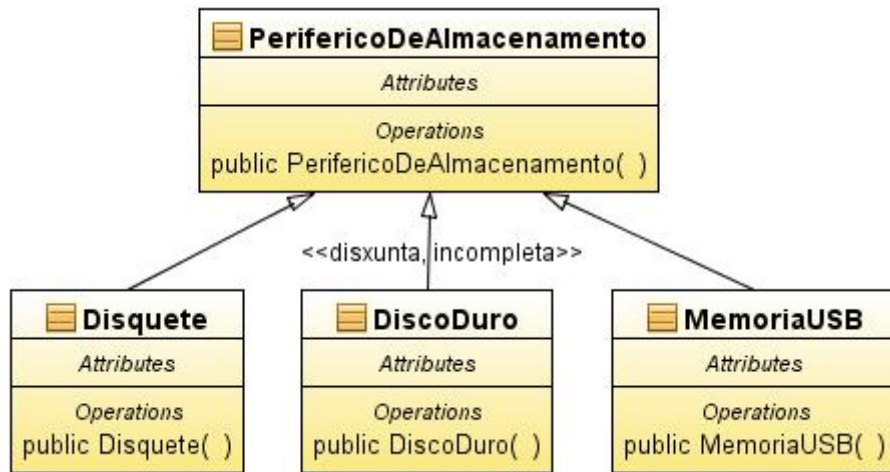 PerifericoDeAlmacenamento
Attributes
Operations
public PerifericoDeAlmacenamento( )
<<disxunta, incompleta>>
Disquete
Attributes
Operations
public Disquete( )
DiscoDuro
Attributes
Operations
public DiscoDuro( )
MemoriaUSB
Attributes
Operations
public MemoriaUSB( )